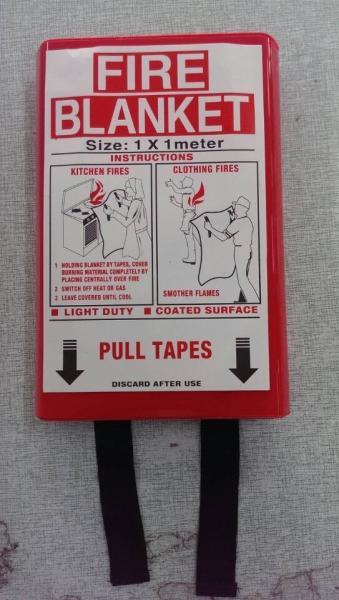 FIRE
BLANKET
Size: 1 X 1 meter
INSTRUCTIONS
KITCHEN FIRES
1 HOLDING BLANKET BY TAPES, COVER
BURNING MATERIAL COMPLETELY BY
PLACING CENTRALLY OVER FIRE
2 SWITCH OFF HEAT OR GAS
3 LEAVE COVERED UNTIL COOL
CLOTHING FIRES
SMOTHER FLAMES
LIGHT DUTY COATED SURFACE
PULL TAPES
DISCARD AFTER USE